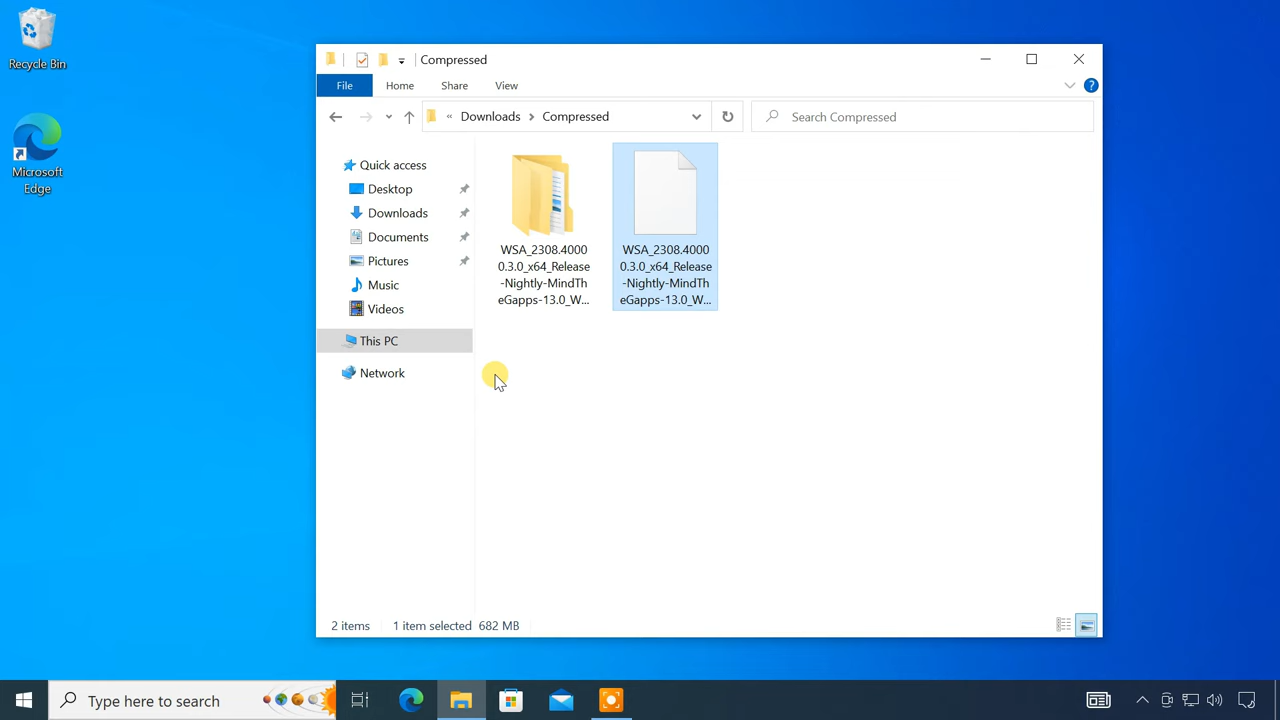 Recycle Bin
Microsoft
Edge
Compressed
File
Home
Share
View
« Downloads > Compressed
Search Compressed
Quick access
Desktop
Downloads
Documents
Pictures
Music
Videos
This PC
Network
WSA_2308.4000
0.3.0_x64_Release
-Nightly-MindTh
eGapps-13.0_W...
WSA_2308.4000
0.3.0_x64_Release
-Nightly-MindTh
eGapps-13.0_W...
2 items
1 item selected 682 MB
Type here to search